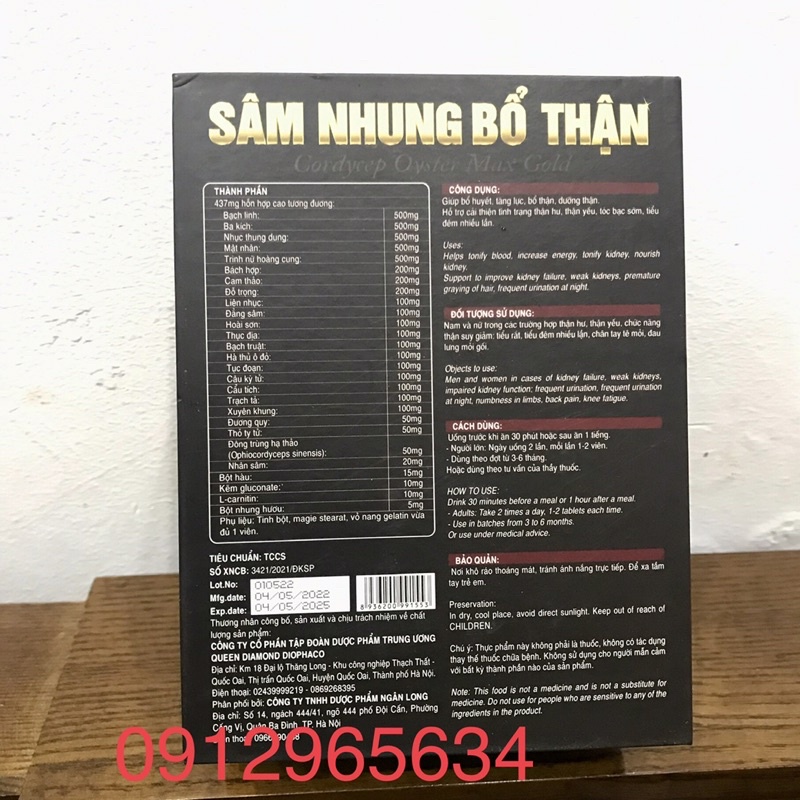 SÂM NHUNG BỔ THẬN
Cordycep Oyster Max Gold
THÀNH PHẦN
437mg hỗn hợp cao tương đương:
Bạch linh: 500mg
Ba kích: 500mg
Nhục thung dung: 500mg
Mật nhân: 500mg
Trinh nữ hoàng cung: 500mg
Bách hợp: 200mg
Cam thảo: 200mg
Đỗ trọng: 200mg
Liên nhục: 100mg
Đảng sâm: 100mg
Hoài sơn: 100mg
Thục địa: 100mg
Bạch truật: 100mg
Hà thủ ô đỏ: 100mg
Tục đoạn: 100mg
Câu kỷ tử: 100mg
Cẩu tích: 100mg
Trạch tả: 100mg
Xuyên khung: 100mg
Đương quy: 50mg
Thỏ ty tử: 50mg
Đông trùng hạ thảo
(Ophiocordyceps sinensis): 50mg
Nhân sâm: 20mg
Bột hàu: 15mg
Kẽm gluconate: 10mg
L-carnitin: 10mg
Bột nhung hươu: 5mg
Phụ liệu: Tinh bột, magie stearat, vỏ nang gelatin vừa
đủ 1 viên.
TIÊU CHUẨN: TCCS
SỐ XNCB: 3421/2021/ĐKSP
Lot.No: 010522
Mfg.date: 04/05/2022
Exp.date: 04/05/2025
8 936200 991553
Thương nhân công bố, sản xuất và chịu trách nhiệm về chất
lượng sản phẩm:
CÔNG TY CỔ PHẦN TẬP ĐOÀN DƯỢC PHẨM TRUNG ƯƠNG
QUEEN DIAMOND DIOPHACO
Địa chỉ: Km 18 Đại lộ Thăng Long - Khu công nghiệp Thạch Thất -
Quốc Oai, Thị trấn Quốc Oai, Huyện Quốc Oai, Thành phố Hà Nội.
Điện thoại: 02439999219 - 0869268395
Phân phối bởi: CÔNG TY TNHH DƯỢC PHẨM NGÂN LONG
Địa chỉ: Số 14, ngách 444/41, ngõ 444 phố Đội Cấn, Phường
Cống Vị, Quận Ba Đình, TP. Hà Nội
CÔNG DỤNG:
Giúp bổ huyết, tăng lực, bổ thận, dưỡng thận.
Hỗ trợ cải thiện tình trạng thận hư, thận yếu, tóc bạc sớm, tiểu
đêm nhiều lần.
Uses:
Helps tonify blood, increase energy, tonify kidney, nourish
kidney.
Support to improve kidney failure, weak kidneys, premature
graying of hair, frequent urination at night.
ĐỐI TƯỢNG SỬ DỤNG:
Nam và nữ trong các trường hợp thận hư, thận yếu, chức năng
thận suy giảm: tiểu rắt, tiểu đêm nhiều lần, chân tay tê mỏi, đau
lưng mỏi gối.
Objects to use:
Men and women in cases of kidney failure, weak kidneys,
impaired kidney function: frequent urination, frequent urination
at night, numbness in limbs, back pain, knee fatigue.
CÁCH DÙNG:
Uống trước khi ăn 30 phút hoặc sau ăn 1 tiếng.
- Người lớn: Ngày uống 2 lần, mỗi lần 1-2 viên.
- Dùng theo đợt từ 3-6 tháng.
Hoặc dùng theo tư vấn của thầy thuốc.
HOW TO USE:
Drink 30 minutes before a meal or 1 hour after a meal.
- Adults: Take 2 times a day, 1-2 tablets each time.
- Use in batches from 3 to 6 months.
Or use under medical advice.
BẢO QUẢN:
Nơi khô ráo thoáng mát, tránh ánh nắng trực tiếp. Để xa tầm
tay trẻ em.
Preservation:
In dry, cool place, avoid direct sunlight. Keep out of reach of
CHILDREN.
Chú ý: Thực phẩm này không phải là thuốc, không có tác dụng
thay thế thuốc chữa bệnh. Không sử dụng cho người mẫn cảm
với bất kỳ thành phần nào của sản phẩm.
Note: This food is not a medicine and is not a substitute for
medicine. Do not use for people who are sensitive to any of the
ingredients in the product.
0912965634